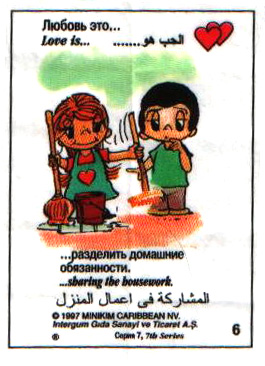 Любовь это...
Love is... الحب هو.......
...разделить домашние
обязанности.
...sharing the housework.
المشاركة في اعمال المنزل
© 1997 MINIKIM CARIBBEAN NV.
Intergum Gıda Sanayi ve Ticaret A.Ş.
® Серия 7, 7th Series
6